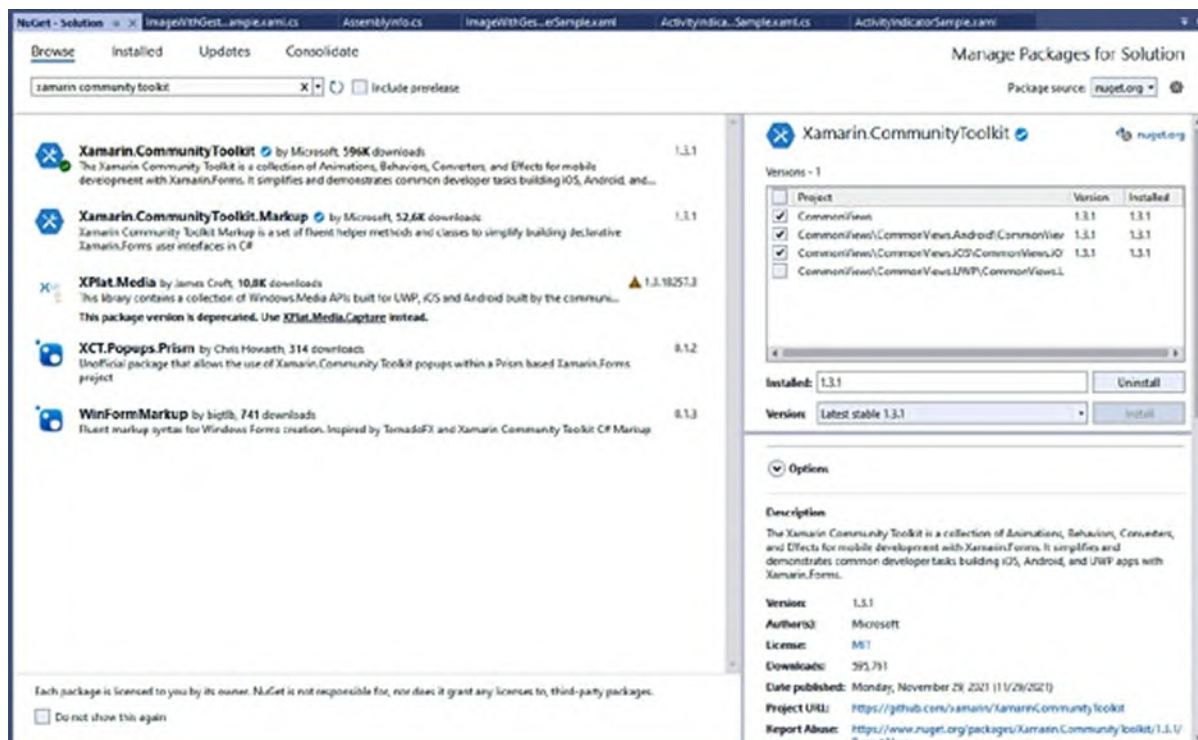 NuGet - Solution
ImageWithGest...ample.xaml.cs
AssemblyInfo.cs
ImageWithGes...erSample.xaml
ActivityIndica...Sample.xaml.cs
ActivityIndicatorSample.xaml
Browse Installed Updates Consolidate
Manage Packages for Solution
xamarin community toolkit
Include prerelease
Package source: nuget.org
Xamarin.CommunityToolkit by Microsoft, 596K downloads 1.3.1
The Xamarin Community Toolkit is a collection of Animations, Behaviors, Converters, and Effects for mobile
development with Xamarin.Forms. It simplifies and demonstrates common developer tasks building iOS, Android, and...
Xamarin.CommunityToolkit.Markup by Microsoft, 52,6K downloads 1.3.1
Xamarin Community Toolkit Markup is a set of fluent helper methods and classes to simplify building declarative
Xamarin.Forms user interfaces in C#
XPlat.Media by James Croft, 10,8K downloads 1.3.18257.3
This library contains a collection of Windows.Media APIs built for UWP, iOS and Android built by the communi...
This package version is deprecated. Use XPlat.Media.Capture instead.
XCT.Popups.Prism by Chris Howarth, 314 downloads 0.1.2
Unofficial package that allows the use of Xamarin.Community Toolkit popups within a Prism based Xamarin.Forms
project
WinFormMarkup by bigtlb, 741 downloads 0.1.3
Fluent markup syntax for Windows Forms creation. Inspired by TornadoFX and Xamarin Community Toolkit C# Markup
Each package is licensed to you by its owner. NuGet is not responsible for, nor does it grant any licenses to, third-party packages.
Do not show this again
Xamarin.CommunityToolkit
nuget.org
Versions - 1
Project Version Installed
CommonViews 1.3.1 1.3.1
CommonViews\CommonViews.Android\CommonView 1.3.1 1.3.1
CommonViews\CommonViews.iOS\CommonViews.iO 1.3.1 1.3.1
CommonViews\CommonViews.UWP\CommonViews.L
Installed: 1.3.1 Uninstall
Version: Latest stable 1.3.1 Install
Options
Description
The Xamarin Community Toolkit is a collection of Animations, Behaviors, Converters,
and Effects for mobile development with Xamarin.Forms. It simplifies and
demonstrates common developer tasks building iOS, Android, and UWP apps with
Xamarin.Forms.
Version: 1.3.1
Author(s): Microsoft
License: MIT
Downloads: 595,761
Date published: Monday, November 29, 2021 (11/29/2021)
Project URL: https://github.com/xamarin/XamarinCommunityToolkit
Report Abuse: https://www.nuget.org/packages/Xamarin.CommunityToolkit/1.3.1/